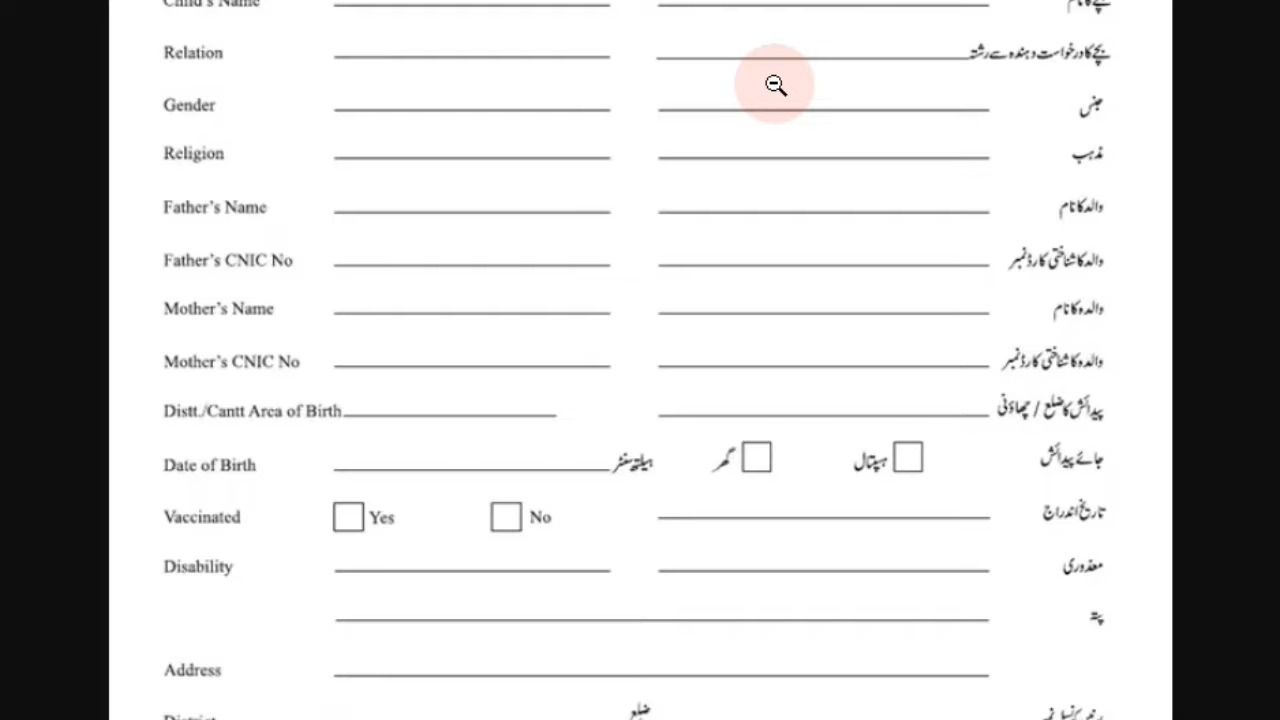 Child's Name بچے کا نام
Relation بچے کا درخواست دہندہ سے رشتہ
Gender جنس
Religion مذہب
Father's Name والد کا نام
Father's CNIC No والد کا شناختی کارڈ نمبر
Mother's Name والدہ کا نام
Mother's CNIC No والدہ کا شناختی کارڈ نمبر
Distt./Cantt Area of Birth پیدائش کا ضلع / چھاؤنی
Date of Birth جائے پیدائش ہسپتال گھر ہیلتھ سنٹر
Vaccinated Yes No تاریخ اندراج
Disability معذوری
پتہ
Address
District ضلع